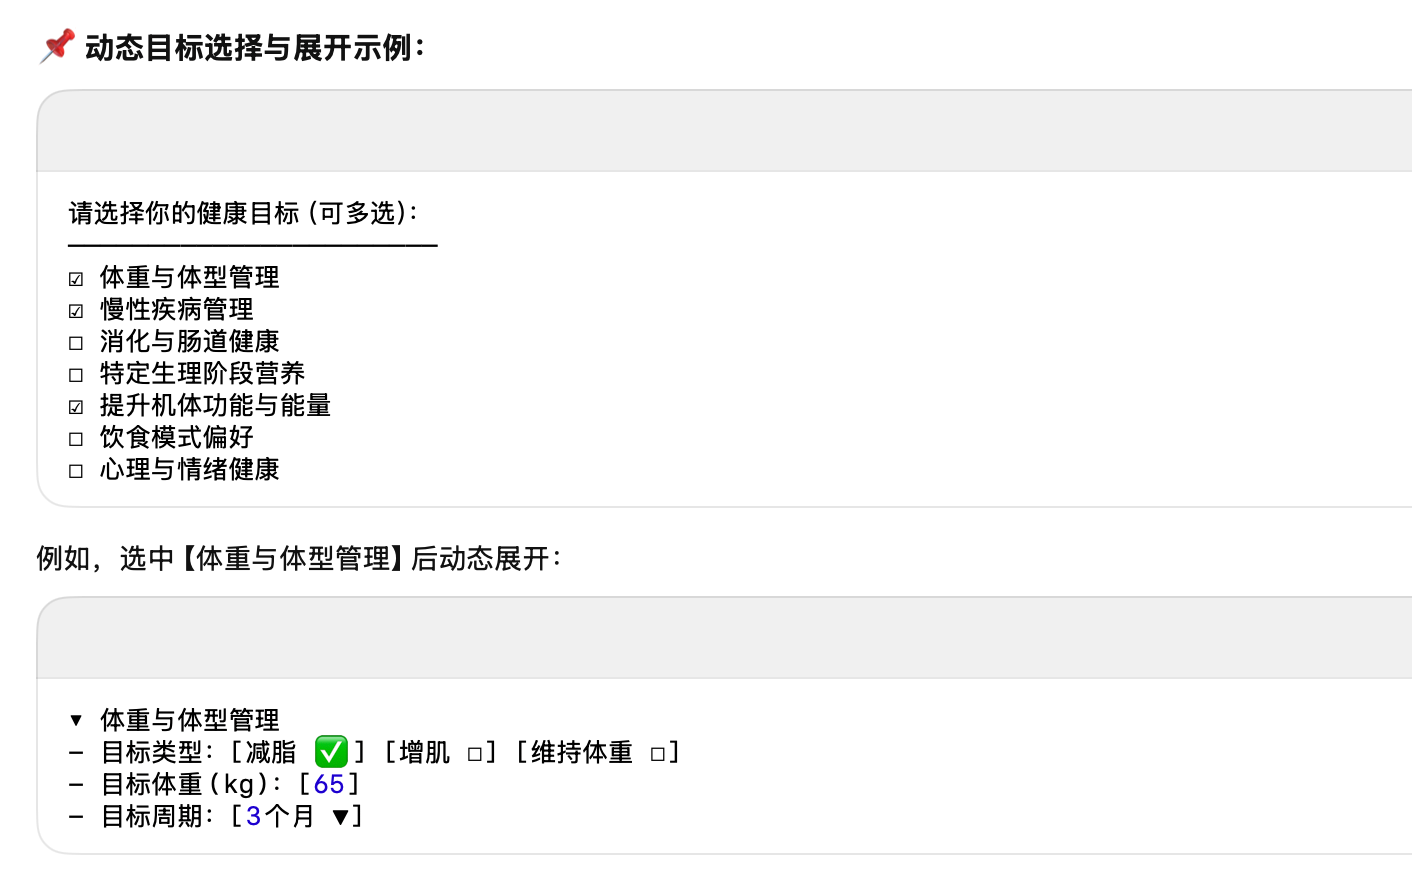 📌 动态目标选择与展开示例：
请选择你的健康目标（可多选）：
────────────────────────
☑ 体重与体型管理
☑ 慢性疾病管理
☐ 消化与肠道健康
☐ 特定生理阶段营养
☑ 提升机体功能与能量
☐ 饮食模式偏好
☐ 心理与情绪健康
例如，选中【体重与体型管理】后动态展开：
▼ 体重与体型管理
- 目标类型：[减脂 ✅] [增肌 ☐] [维持体重 ☐]
- 目标体重(kg)：[65]
- 目标周期：[3个月 ▼]